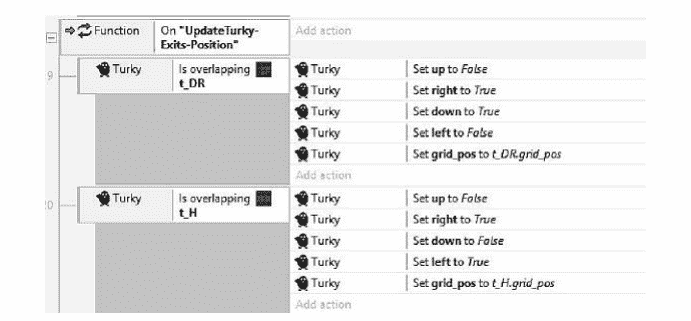 Function On "UpdateTurky- Add action
Exits-Position"
9 Turky Is overlapping Turky Set up to False
t_DR
Turky Set right to True
Turky Set down to True
Turky Set left to False
Turky Set grid_pos to t_DR.grid_pos
Add action
20 Turky Is overlapping Turky Set up to False
t_H
Turky Set right to True
Turky Set down to False
Turky Set left to True
Turky Set grid_pos to t_H.grid_pos
Add action